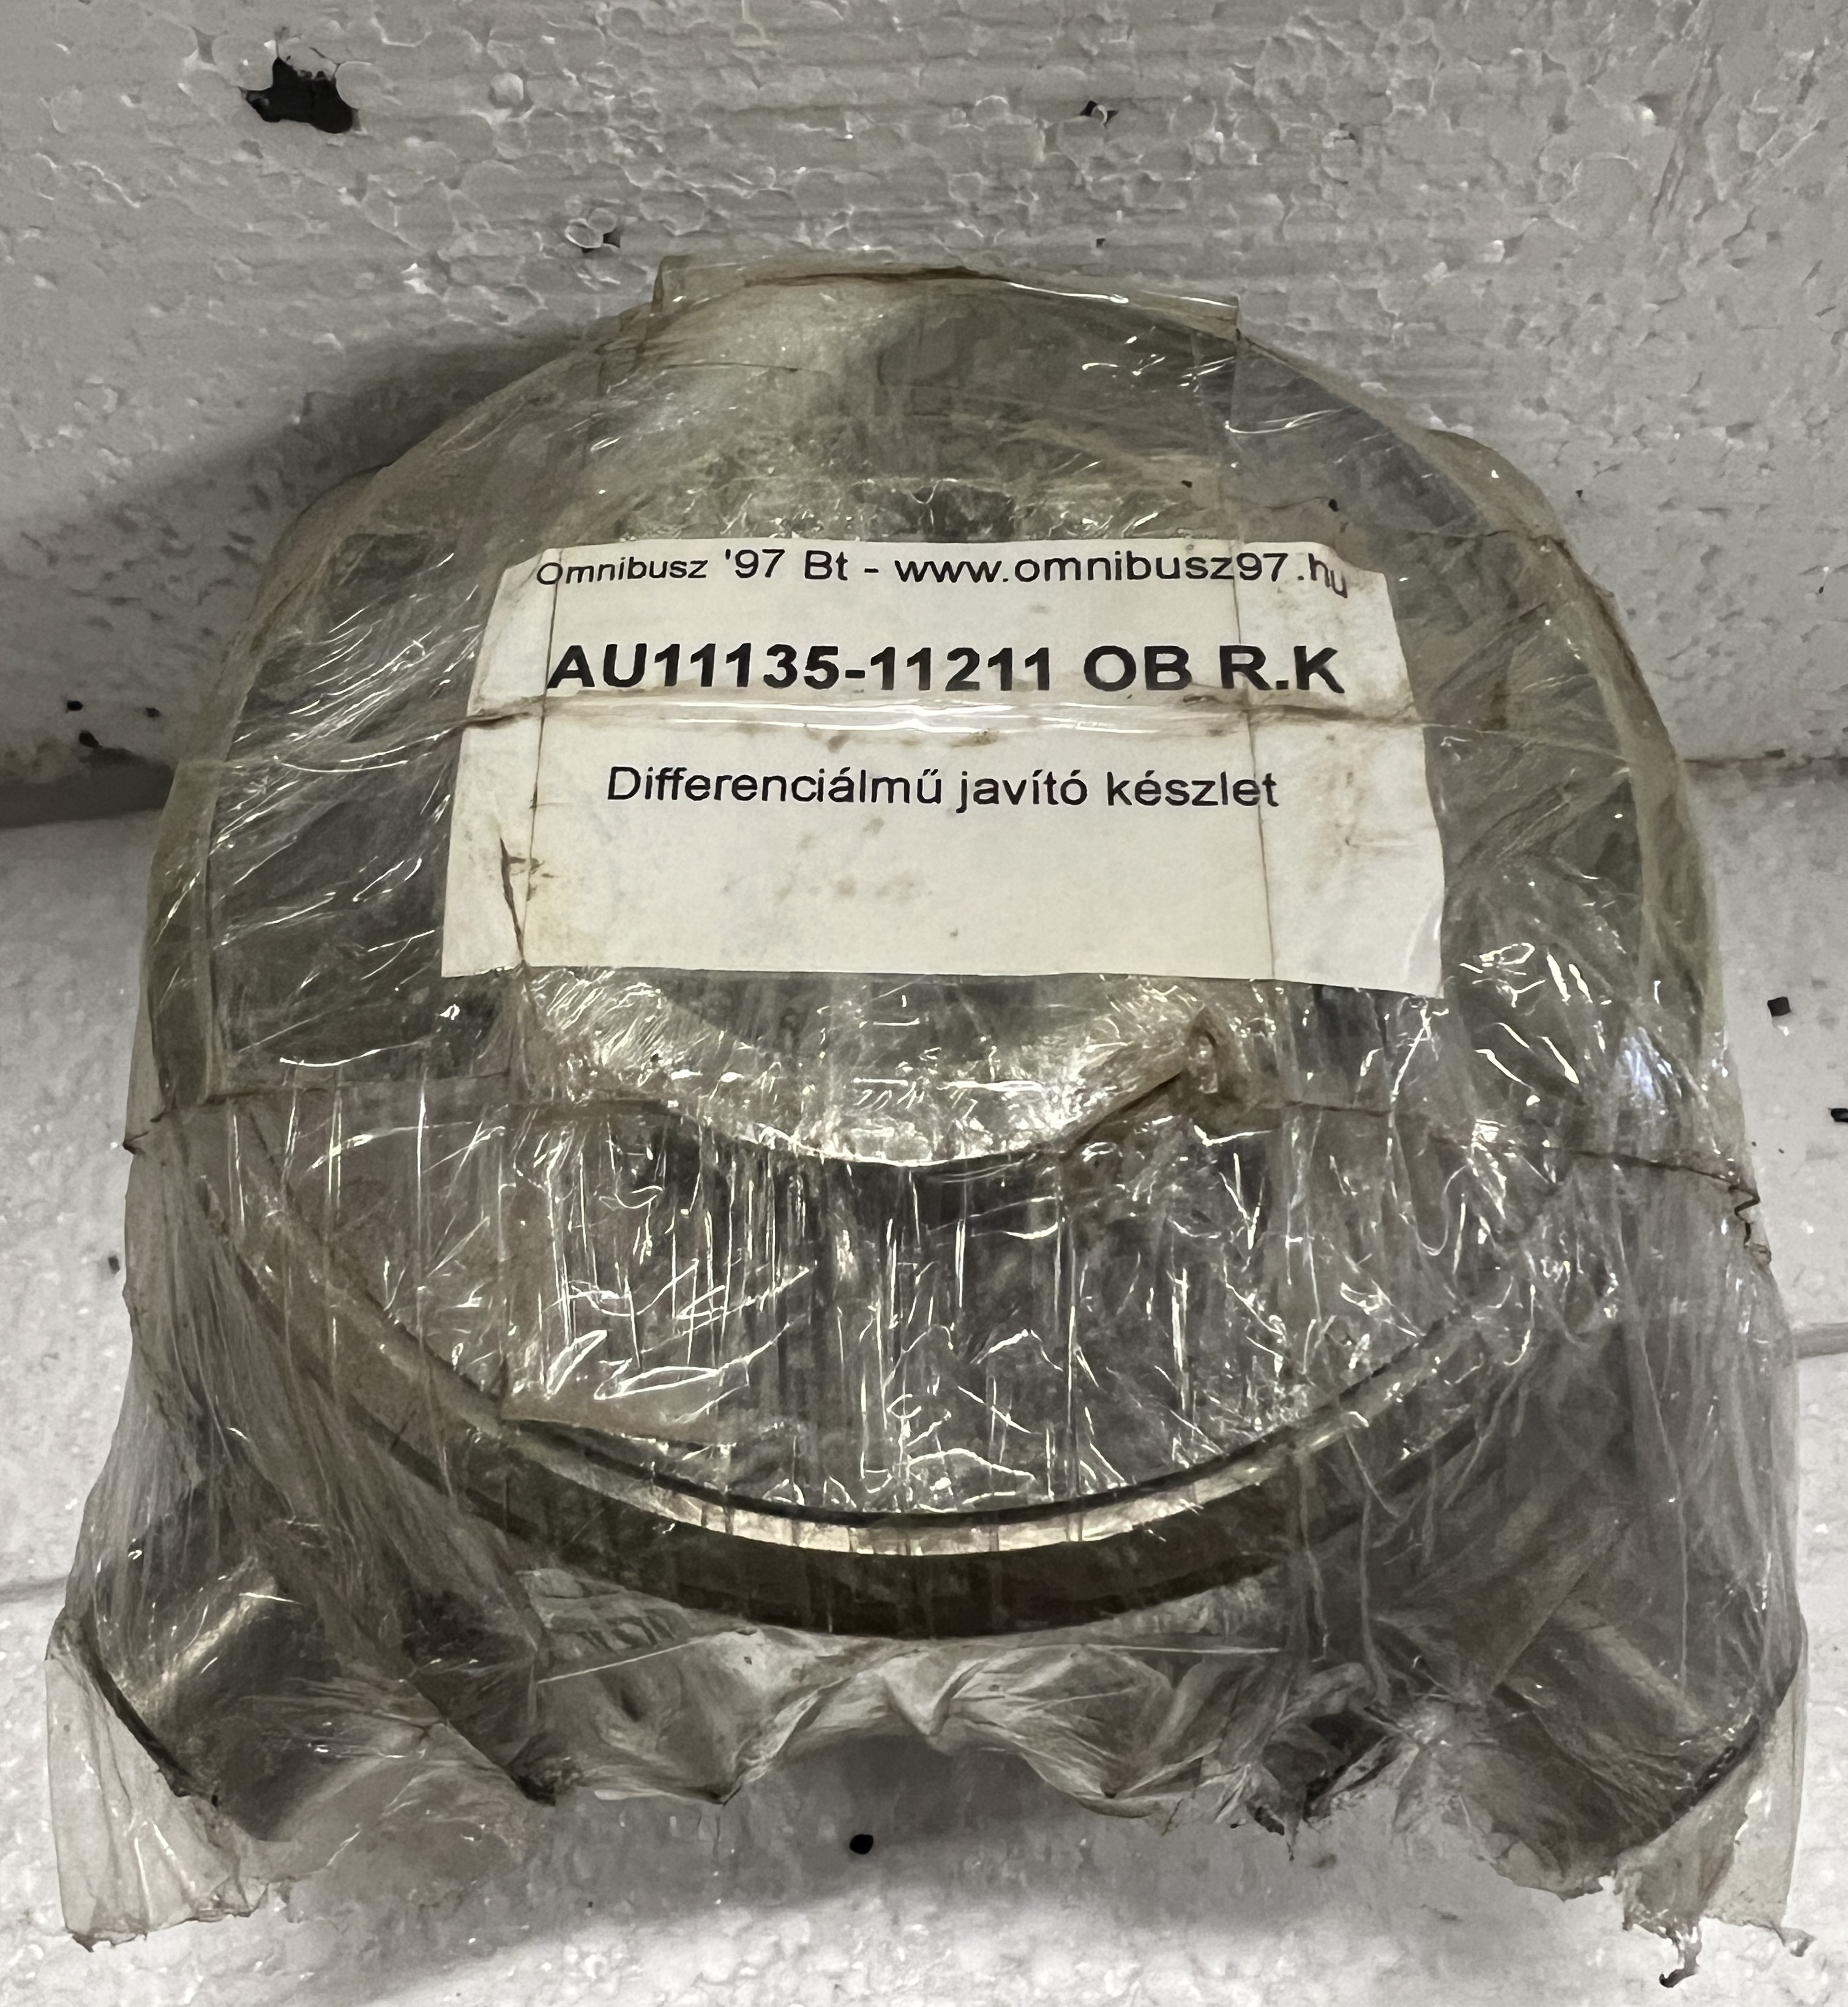 Omnibusz '97 Bt - www.omnibusz97.hu
AU11135-11211 OB R.K
Differenciálmű javító készlet